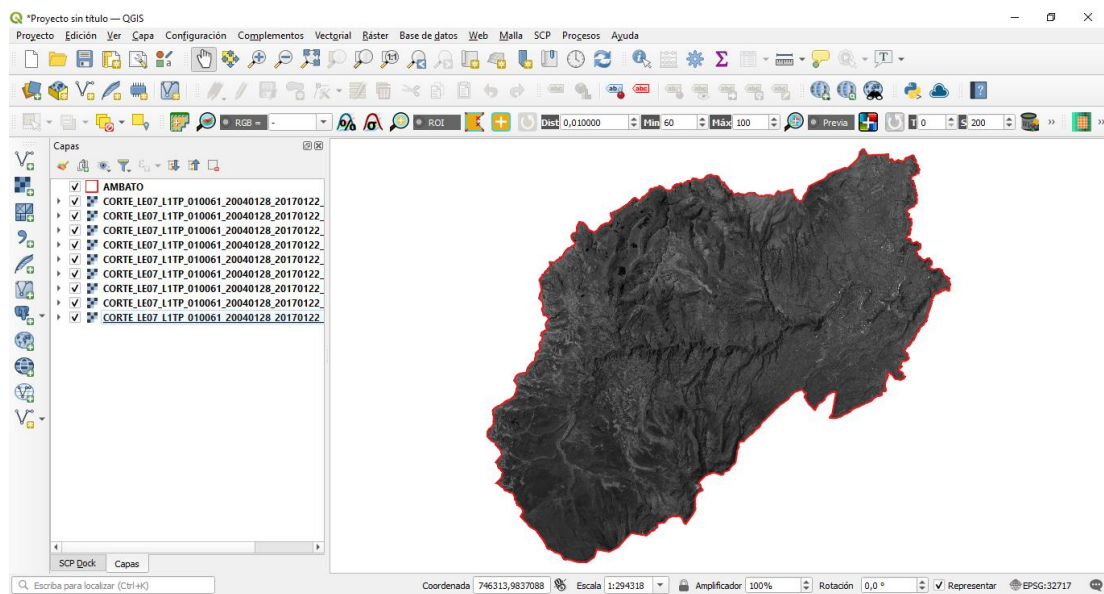 *Proyecto sin título — QGIS
Proyecto Edición Ver Capa Configuración Complementos Vectorial Ráster Base de datos Web Malla SCP Procesos Ayuda
RGB = -
ROI
Dist 0,010000
Min 60
Máx 100
Previa
T 0
S 200
Capas
AMBATO
CORTE_LE07_L1TP_010061_20040128_20170122_
CORTE_LE07_L1TP_010061_20040128_20170122_
CORTE_LE07_L1TP_010061_20040128_20170122_
CORTE_LE07_L1TP_010061_20040128_20170122_
CORTE_LE07_L1TP_010061_20040128_20170122_
CORTE_LE07_L1TP_010061_20040128_20170122_
CORTE_LE07_L1TP_010061_20040128_20170122_
CORTE_LE07_L1TP_010061_20040128_20170122_
CORTE_LE07_L1TP_010061_20040128_20170122_
SCP Dock Capas
Escriba para localizar (Ctrl+K)
Coordenada 746313,9837088 Escala 1:294318 Amplificador 100% Rotación 0,0 ° Representar EPSG:32717